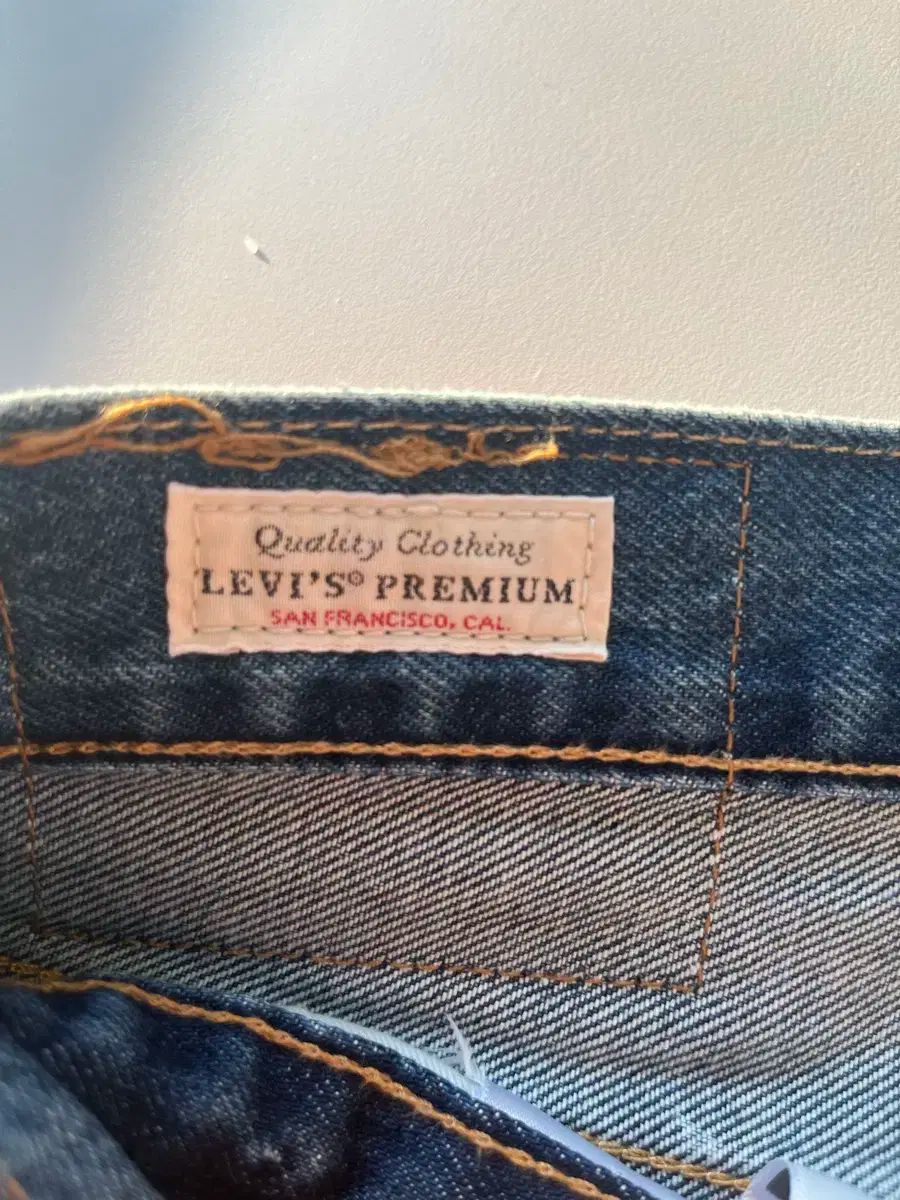 Quality Clothing
LEVI'S® PREMIUM
SAN FRANCISCO, CAL.